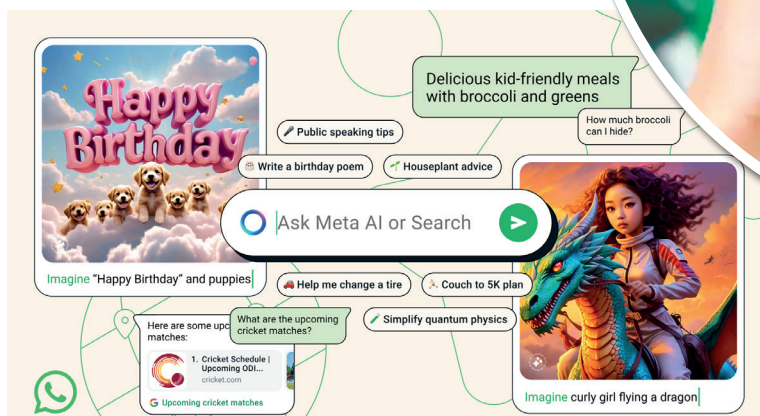 Happy
Birthday
Imagine "Happy Birthday" and puppies
Delicious kid-friendly meals
with broccoli and greens
How much broccoli
can I hide?
Public speaking tips
Write a birthday poem
Houseplant advice
Ask Meta AI or Search
Help me change a tire
Couch to 5K plan
Simplify quantum physics
What are the upcoming
cricket matches?
Here are some upc
matches:
1. Cricket Schedule |
Upcoming ODI...
cricket.com
G Upcoming cricket matches
Imagine curly girl flying a dragon